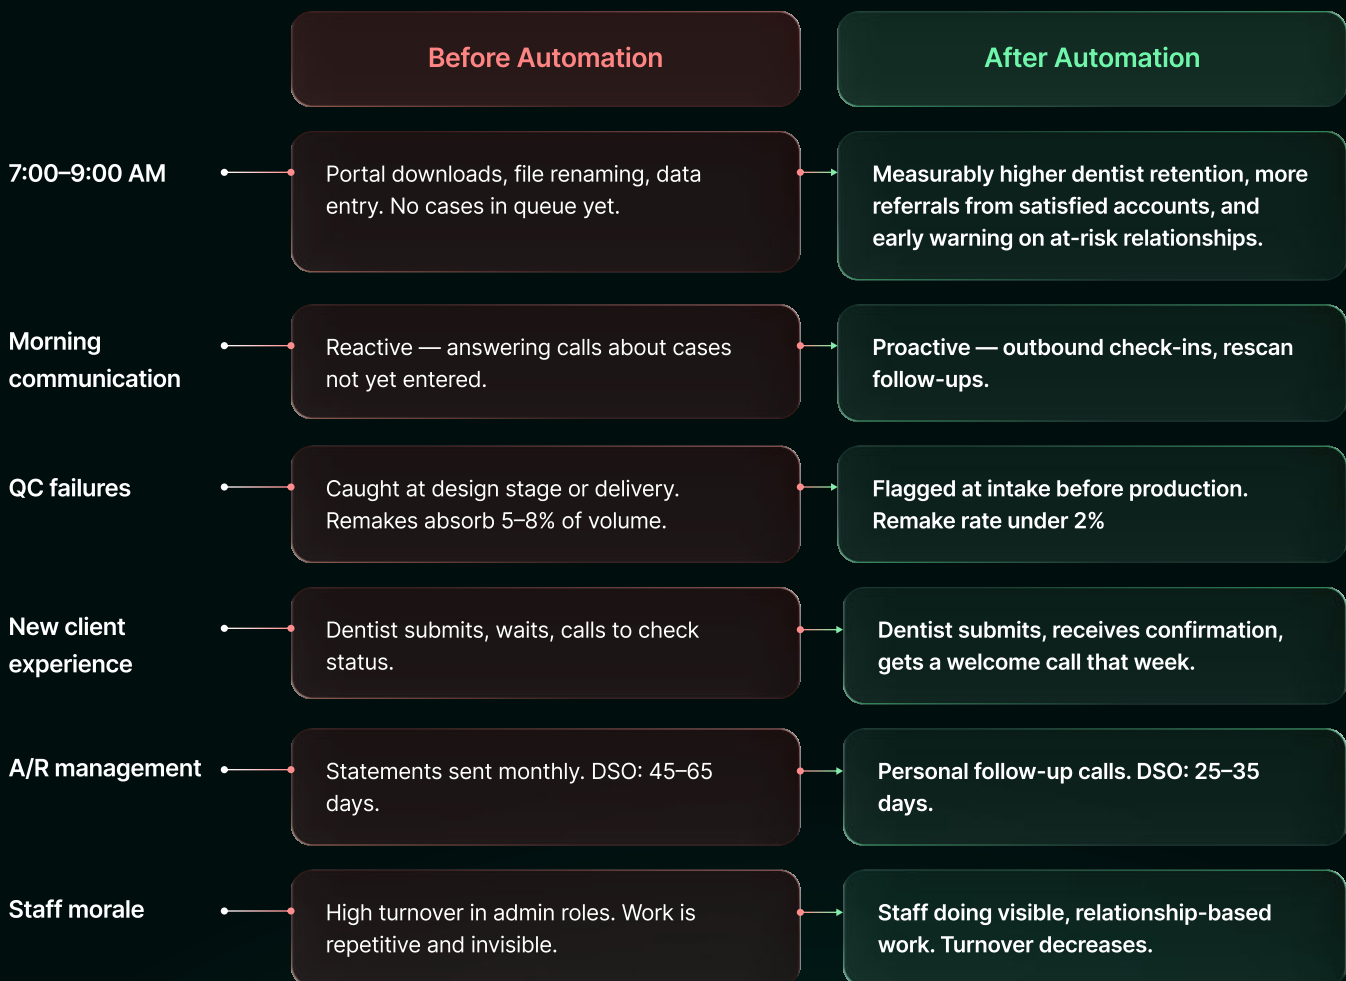 Before Automation
After Automation
7:00–9:00 AM
Portal downloads, file renaming, data
entry. No cases in queue yet.
Measurably higher dentist retention, more
referrals from satisfied accounts, and
early warning on at-risk relationships.
Morning
communication
Reactive — answering calls about cases
not yet entered.
Proactive — outbound check-ins, rescan
follow-ups.
QC failures
Caught at design stage or delivery.
Remakes absorb 5–8% of volume.
Flagged at intake before production.
Remake rate under 2%
New client
experience
Dentist submits, waits, calls to check
status.
Dentist submits, receives confirmation,
gets a welcome call that week.
A/R management
Statements sent monthly. DSO: 45–65
days.
Personal follow-up calls. DSO: 25–35
days.
Staff morale
High turnover in admin roles. Work is
repetitive and invisible.
Staff doing visible, relationship-based
work. Turnover decreases.